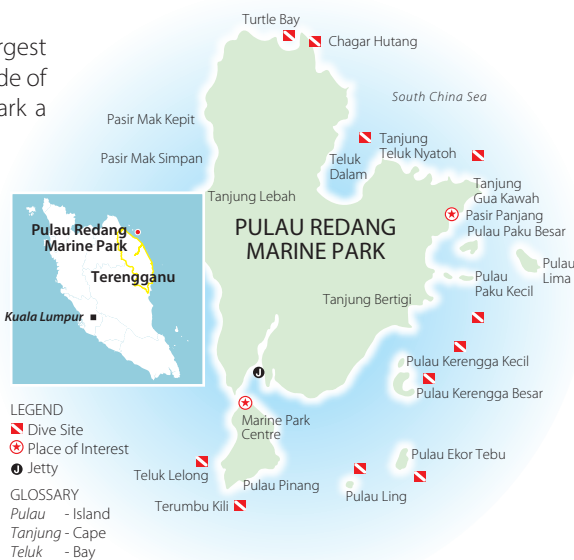 rgest
de of
ark a
Turtle Bay
Chagar Hutang
South China Sea
Pasir Mak Kepit
Pasir Mak Simpan
Tanjung
Teluk Nyatoh
Teluk
Dalam
Tanjung Lebah
Tanjung
Gua Kawah
Pasir Panjang
Pulau Paku Besar
PULAU REDANG
MARINE PARK
Pulau
Lima
Pulau
Paku Kecil
Tanjung Bertigi
Pulau Redang
Marine Park
Terengganu
Kuala Lumpur
Pulau Kerengga Kecil
Pulau Kerengga Besar
J
Marine Park
Centre
Pulau Ekor Tebu
Teluk Lelong
Pulau Pinang
Pulau Ling
Terumbu Kili
LEGEND
Dive Site
Place of Interest
J Jetty
GLOSSARY
Pulau - Island
Tanjung - Cape
Teluk - Bay